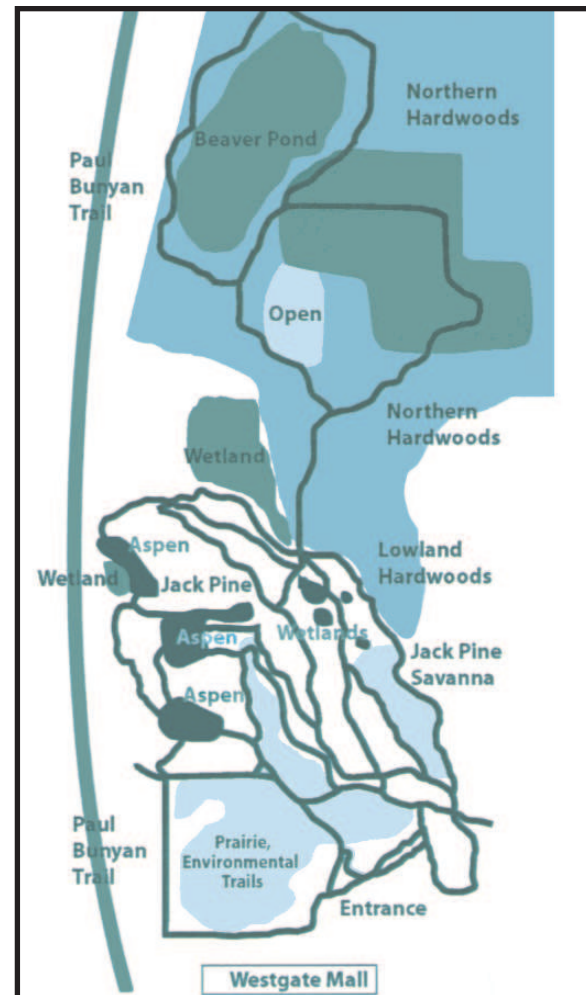 Northern
Hardwoods
Beaver Pond
Paul
Bunyan
Trail
Open
Northern
Hardwoods
Wetland
Aspen
Lowland
Hardwoods
Wetland
Jack Pine
Aspen
Wetlands
Jack Pine
Savanna
Aspen
Paul
Bunyan
Trail
Prairie,
Environmental
Trails
Entrance
Westgate Mall